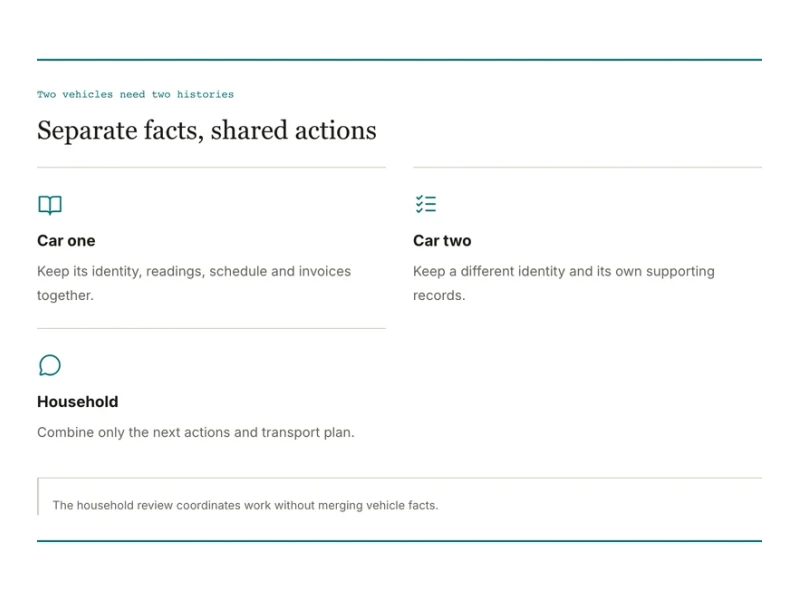 Two vehicles need two histories
Separate facts, shared actions
Car one
Keep its identity, readings, schedule and invoices
together.
Car two
Keep a different identity and its own supporting
records.
Household
Combine only the next actions and transport plan.
The household review coordinates work without merging vehicle facts.